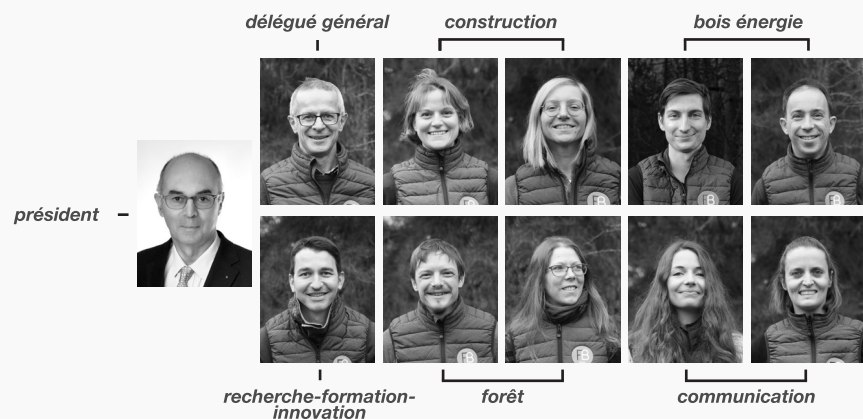 délégué général
construction
bois énergie
président
recherche-formation-
innovation
forêt
communication